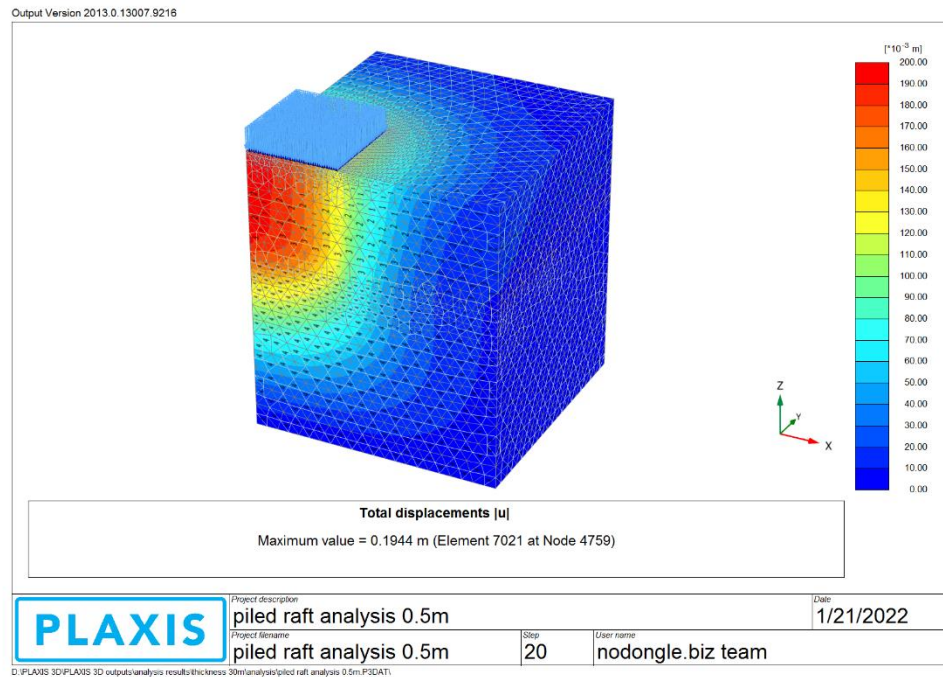 Output Version 2013.0.13007.9216
[*10⁻³ m]
200.00
190.00
180.00
170.00
160.00
150.00
140.00
130.00
120.00
110.00
100.00
90.00
80.00
70.00
60.00
50.00
40.00
30.00
20.00
10.00
0.00
Z
Y
X
Total displacements |u|
Maximum value = 0.1944 m (Element 7021 at Node 4759)
PLAXIS
Project description
piled raft analysis 0.5m
Date
1/21/2022
Project filename
piled raft analysis 0.5m
Step
20
User name
nodongle.biz team
D:\PLAXIS 3D\PLAXIS 3D outputs\analysis results\thickness 30m\analysis\piled raft analysis 0.5m.P3DAT\